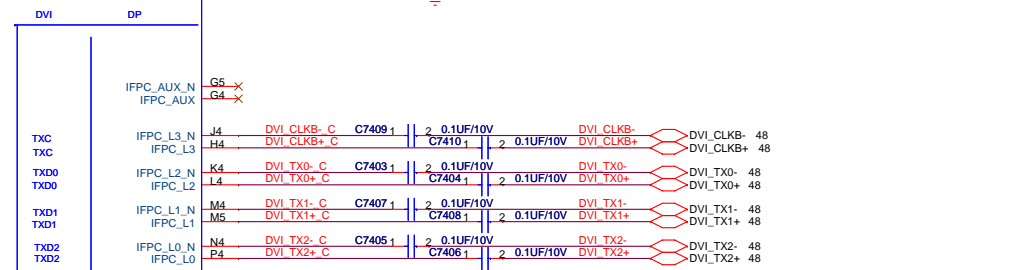 DVI DP
IFPC_AUX_N G5
IFPC_AUX G4
TXC IFPC_L3_N J4 DVI_CLKB-_C C7409 1 2 0.1UF/10V DVI_CLKB- DVI_CLKB- 48
TXC IFPC_L3 H4 DVI_CLKB+_C C7410 1 2 0.1UF/10V DVI_CLKB+ DVI_CLKB+ 48
TXD0 IFPC_L2_N K4 DVI_TX0-_C C7403 1 2 0.1UF/10V DVI_TX0- DVI_TX0- 48
TXD0 IFPC_L2 L4 DVI_TX0+_C C7404 1 2 0.1UF/10V DVI_TX0+ DVI_TX0+ 48
TXD1 IFPC_L1_N M4 DVI_TX1-_C C7407 1 2 0.1UF/10V DVI_TX1- DVI_TX1- 48
TXD1 IFPC_L1 M5 DVI_TX1+_C C7408 1 2 0.1UF/10V DVI_TX1+ DVI_TX1+ 48
TXD2 IFPC_L0_N N4 DVI_TX2-_C C7405 1 2 0.1UF/10V DVI_TX2- DVI_TX2- 48
TXD2 IFPC_L0 P4 DVI_TX2+_C C7406 1 2 0.1UF/10V DVI_TX2+ DVI_TX2+ 48